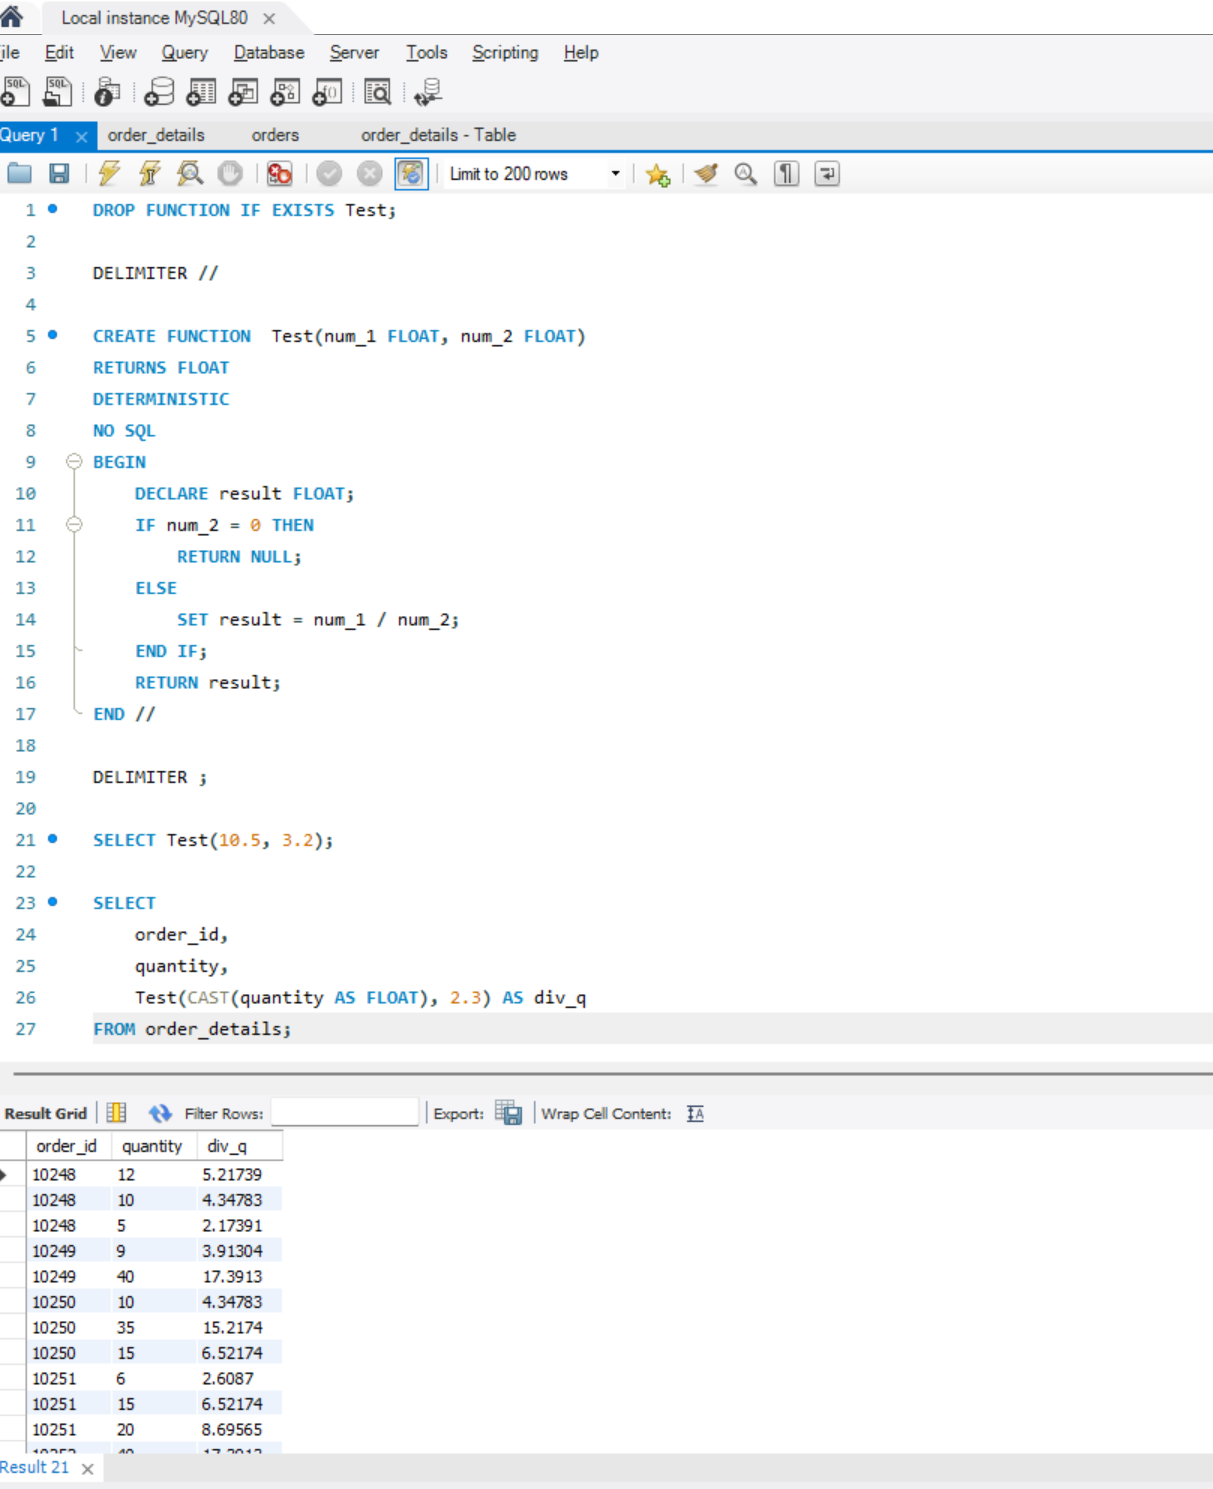 Local instance MySQL80 ×
ile Edit View Query Database Server Tools Scripting Help
SQL SQL
Query 1 × order_details orders order_details - Table
Limit to 200 rows
1 DROP FUNCTION IF EXISTS Test;
2
3 DELIMITER //
4
5 CREATE FUNCTION  Test(num_1 FLOAT, num_2 FLOAT)
6 RETURNS FLOAT
7 DETERMINISTIC
8 NO SQL
9 BEGIN
10 DECLARE result FLOAT;
11 IF num_2 = 0 THEN
12 RETURN NULL;
13 ELSE
14 SET result = num_1 / num_2;
15 END IF;
16 RETURN result;
17 END //
18
19 DELIMITER ;
20
21 SELECT Test(10.5, 3.2);
22
23 SELECT
24 order_id,
25 quantity,
26 Test(CAST(quantity AS FLOAT), 2.3) AS div_q
27 FROM order_details;
Result Grid Filter Rows: Export: Wrap Cell Content: IA
order_id quantity div_q
10248 12 5.21739
10248 10 4.34783
10248 5 2.17391
10249 9 3.91304
10249 40 17.3913
10250 10 4.34783
10250 35 15.2174
10250 15 6.52174
10251 6 2.6087
10251 15 6.52174
10251 20 8.69565
Result 21 ×